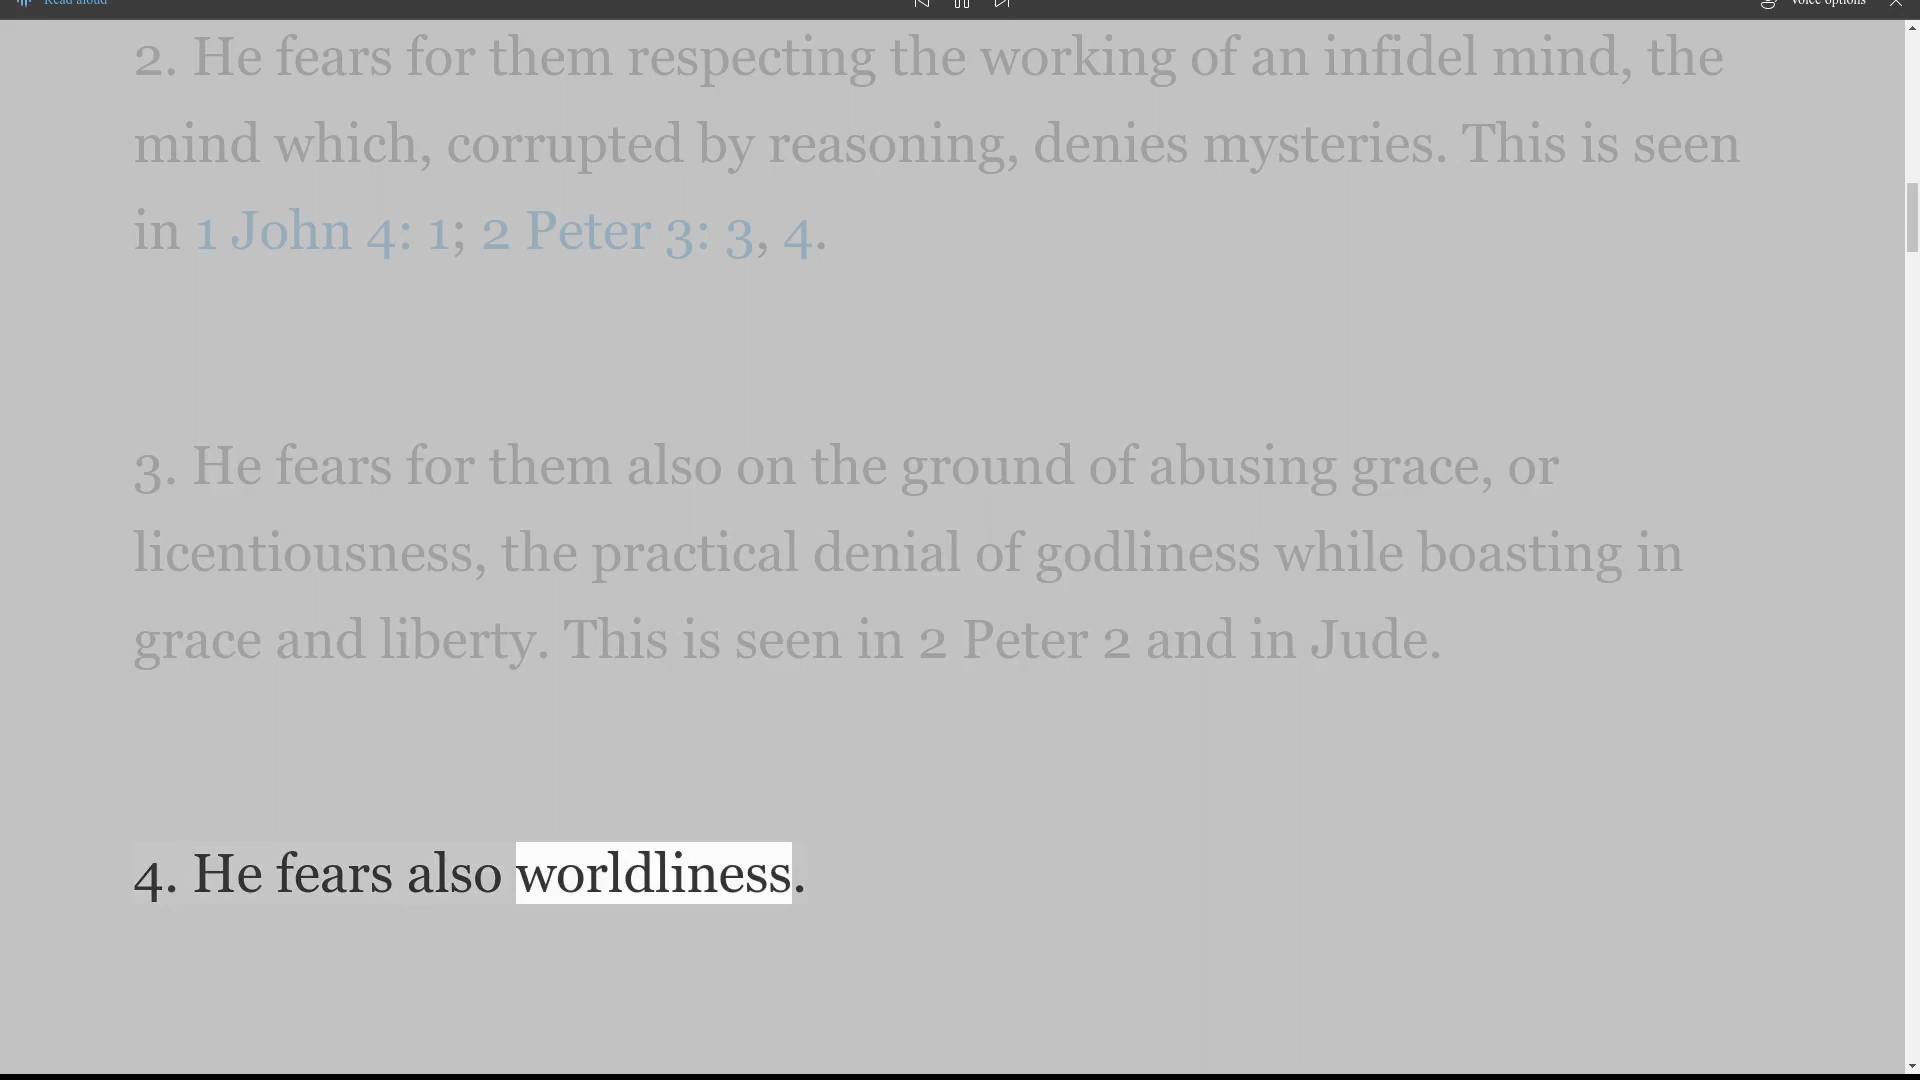 Read aloud
Voice options
2. He fears for them respecting the working of an infidel mind, the
mind which, corrupted by reasoning, denies mysteries. This is seen
in 1 John 4: 1; 2 Peter 3: 3, 4.
3. He fears for them also on the ground of abusing grace, or
licentiousness, the practical denial of godliness while boasting in
grace and liberty. This is seen in 2 Peter 2 and in Jude.
4. He fears also worldliness.